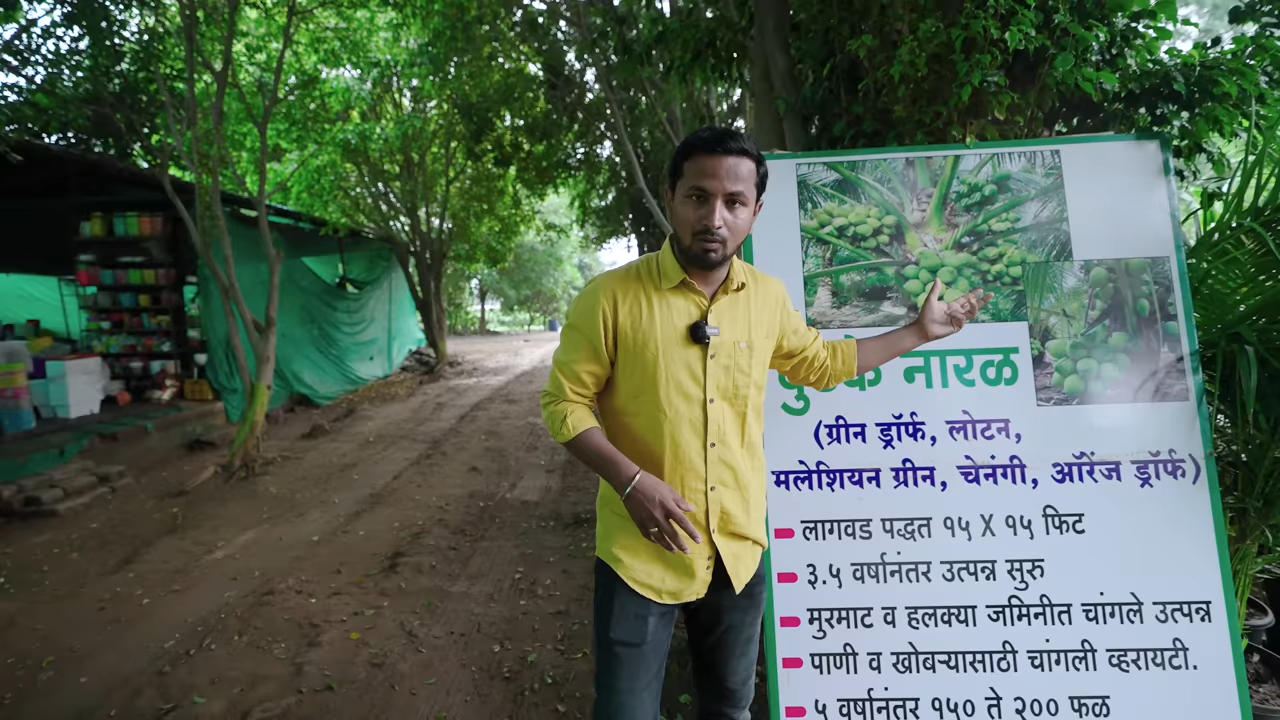 नारळ
(ग्रीन ड्रॉर्फ, लोटन,
मलेशियन ग्रीन, चेनंगी, ऑरेंज ड्रॉर्फ)
लागवड पद्धत १५ X १५ फिट
३.५ वर्षानंतर उत्पन्न सुरु
मुरमाट व हलक्या जमिनीत चांगले उत्पन्न
पाणी व खोबऱ्यासाठी चांगली व्हरायटी.
५ वर्षानंतर १५० ते २०० फळ